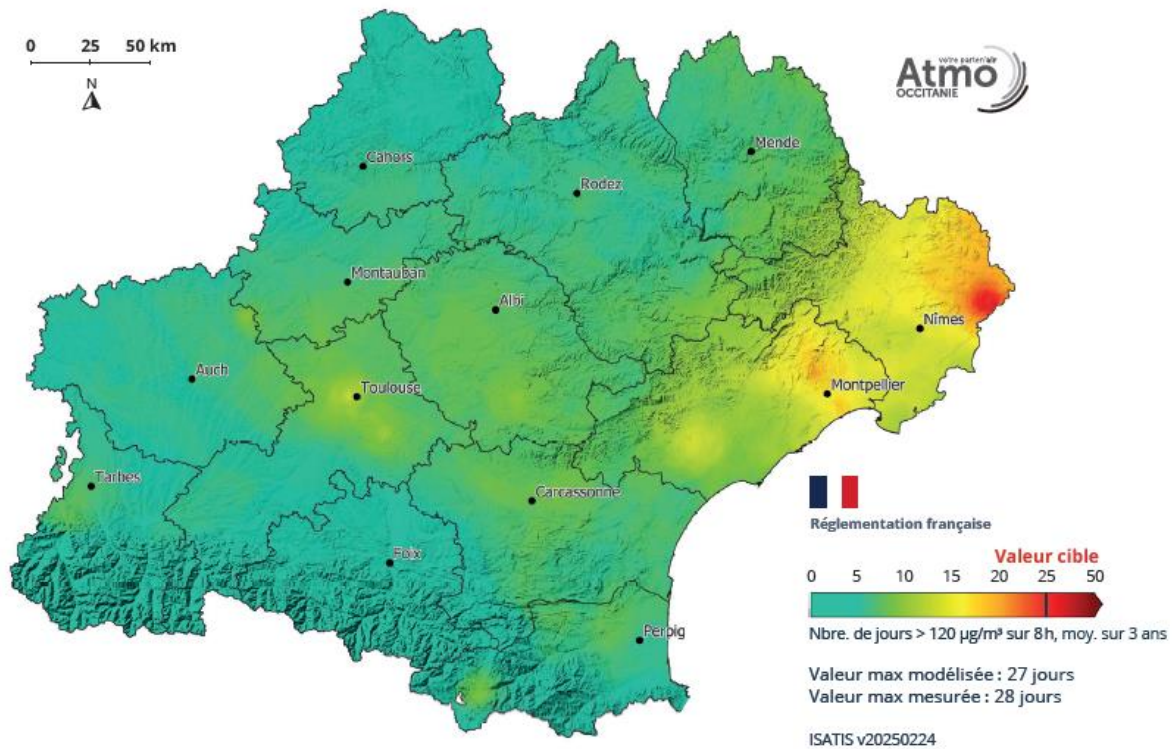 0 25 50 km
N
votre parten'air
Atmo
OCCITANIE
Cahors
Mende
Rodez
Montauban
Albi
Nîmes
Auch
Toulouse
Montpellier
Tarbes
Carcassonne
Foix
Perpig
Réglementation française
Valeur cible
0 5 10 15 20 25 50
Nbre. de jours > 120 µg/m³ sur 8h, moy. sur 3 ans
Valeur max modélisée : 27 jours
Valeur max mesurée : 28 jours
ISATIS v20250224